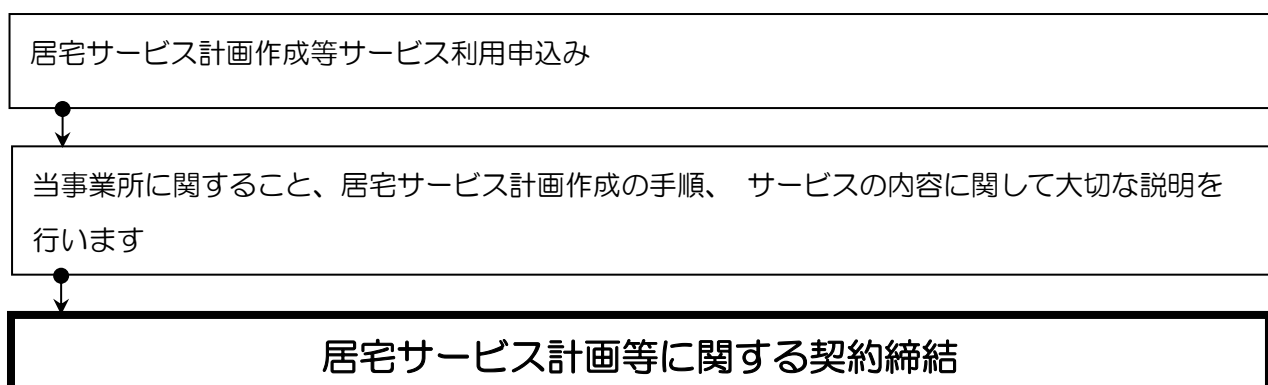 居宅サービス計画作成等サービス利用申込み
当事業所に関すること、居宅サービス計画作成の手順、 サービスの内容に関して大切な説明を
行います
居宅サービス計画等に関する契約締結